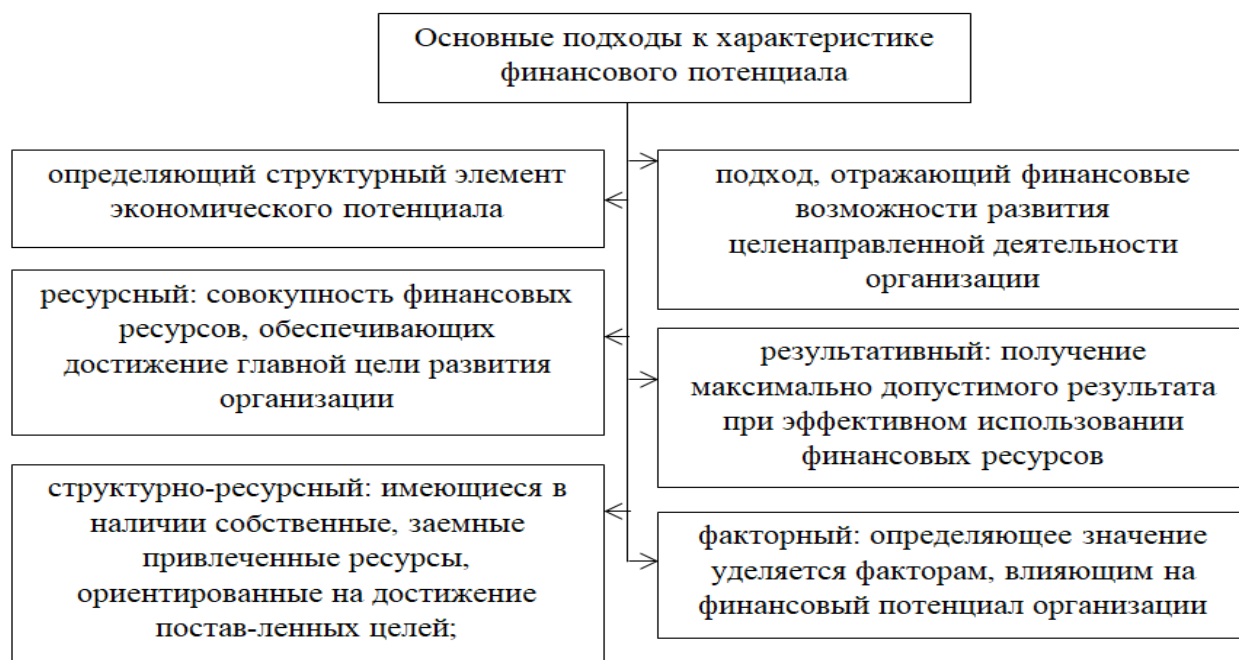 Основные подходы к характеристике
финансового потенциала
определяющий структурный элемент
экономического потенциала
подход, отражающий финансовые
возможности развития
целенаправленной деятельности
организации
ресурсный: совокупность финансовых
ресурсов, обеспечивающих
достижение главной цели развития
организации
результативный: получение
максимально допустимого результата
при эффективном использовании
финансовых ресурсов
структурно-ресурсный: имеющиеся в
наличии собственные, заемные
привлеченные ресурсы,
ориентированные на достижение
постав-ленных целей;
факторный: определяющее значение
уделяется факторам, влияющим на
финансовый потенциал организации